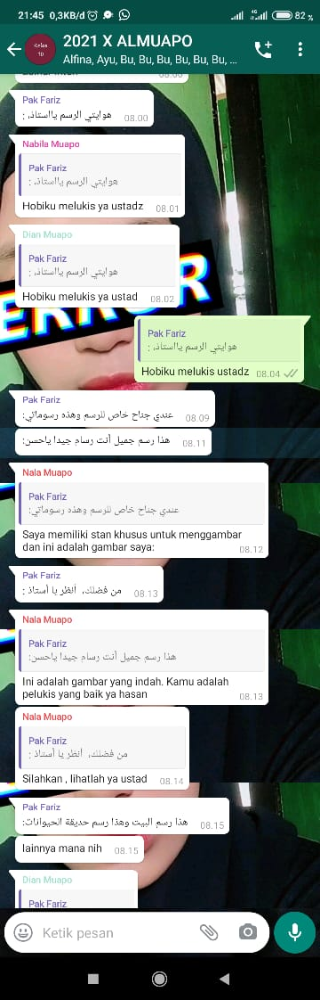 21:45 0,3KB/d
4G
82 %
Kelas
10
2021 X ALMUAPO
Alfina, Ayu, Bu, Bu, Bu, Bu, Bu, Bu, ...
08.00
Pak Fariz
هوايتي الرسم يااستاذ، :
08.00
Nabila Muapo
Pak Fariz
هوايتي الرسم يااستاذ، :
Hobiku melukis ya ustadz 08.01
Dian Muapo
Pak Fariz
هوايتي الرسم يااستاذ، :
Hobiku melukis ya ustad 08.02
ERROR
Pak Fariz
هوايتي الرسم يااستاذ، :
Hobiku melukis ustadz 08.04
Pak Fariz
عندي جناح خاص للرسم وهذه رسوماتي:
08.09
هذا رسم جميل أنت رسام جيدا ياحسن:
08.11
Nala Muapo
Pak Fariz
عندي جناح خاص للرسم وهذه رسوماتي:
Saya memiliki stan khusus untuk menggambar
dan ini adalah gambar saya: 08.12
Pak Fariz
من فضلك، أنظر يا أستاذ :
08.13
Nala Muapo
Pak Fariz
هذا رسم جميل أنت رسام جيدا ياحسن:
Ini adalah gambar yang indah. Kamu adalah
pelukis yang baik ya hasan 08.13
Nala Muapo
Pak Fariz
من فضلك، أنظر يا أستاذ :
Silahkan , lihatlah ya ustad 08.14
Pak Fariz
هذا رسم البيت وهذا رسم حديقة الحيوانات:
08.15
lainnya mana nih 08.15
Dian Muapo
Pak Fariz
Ketik pesan